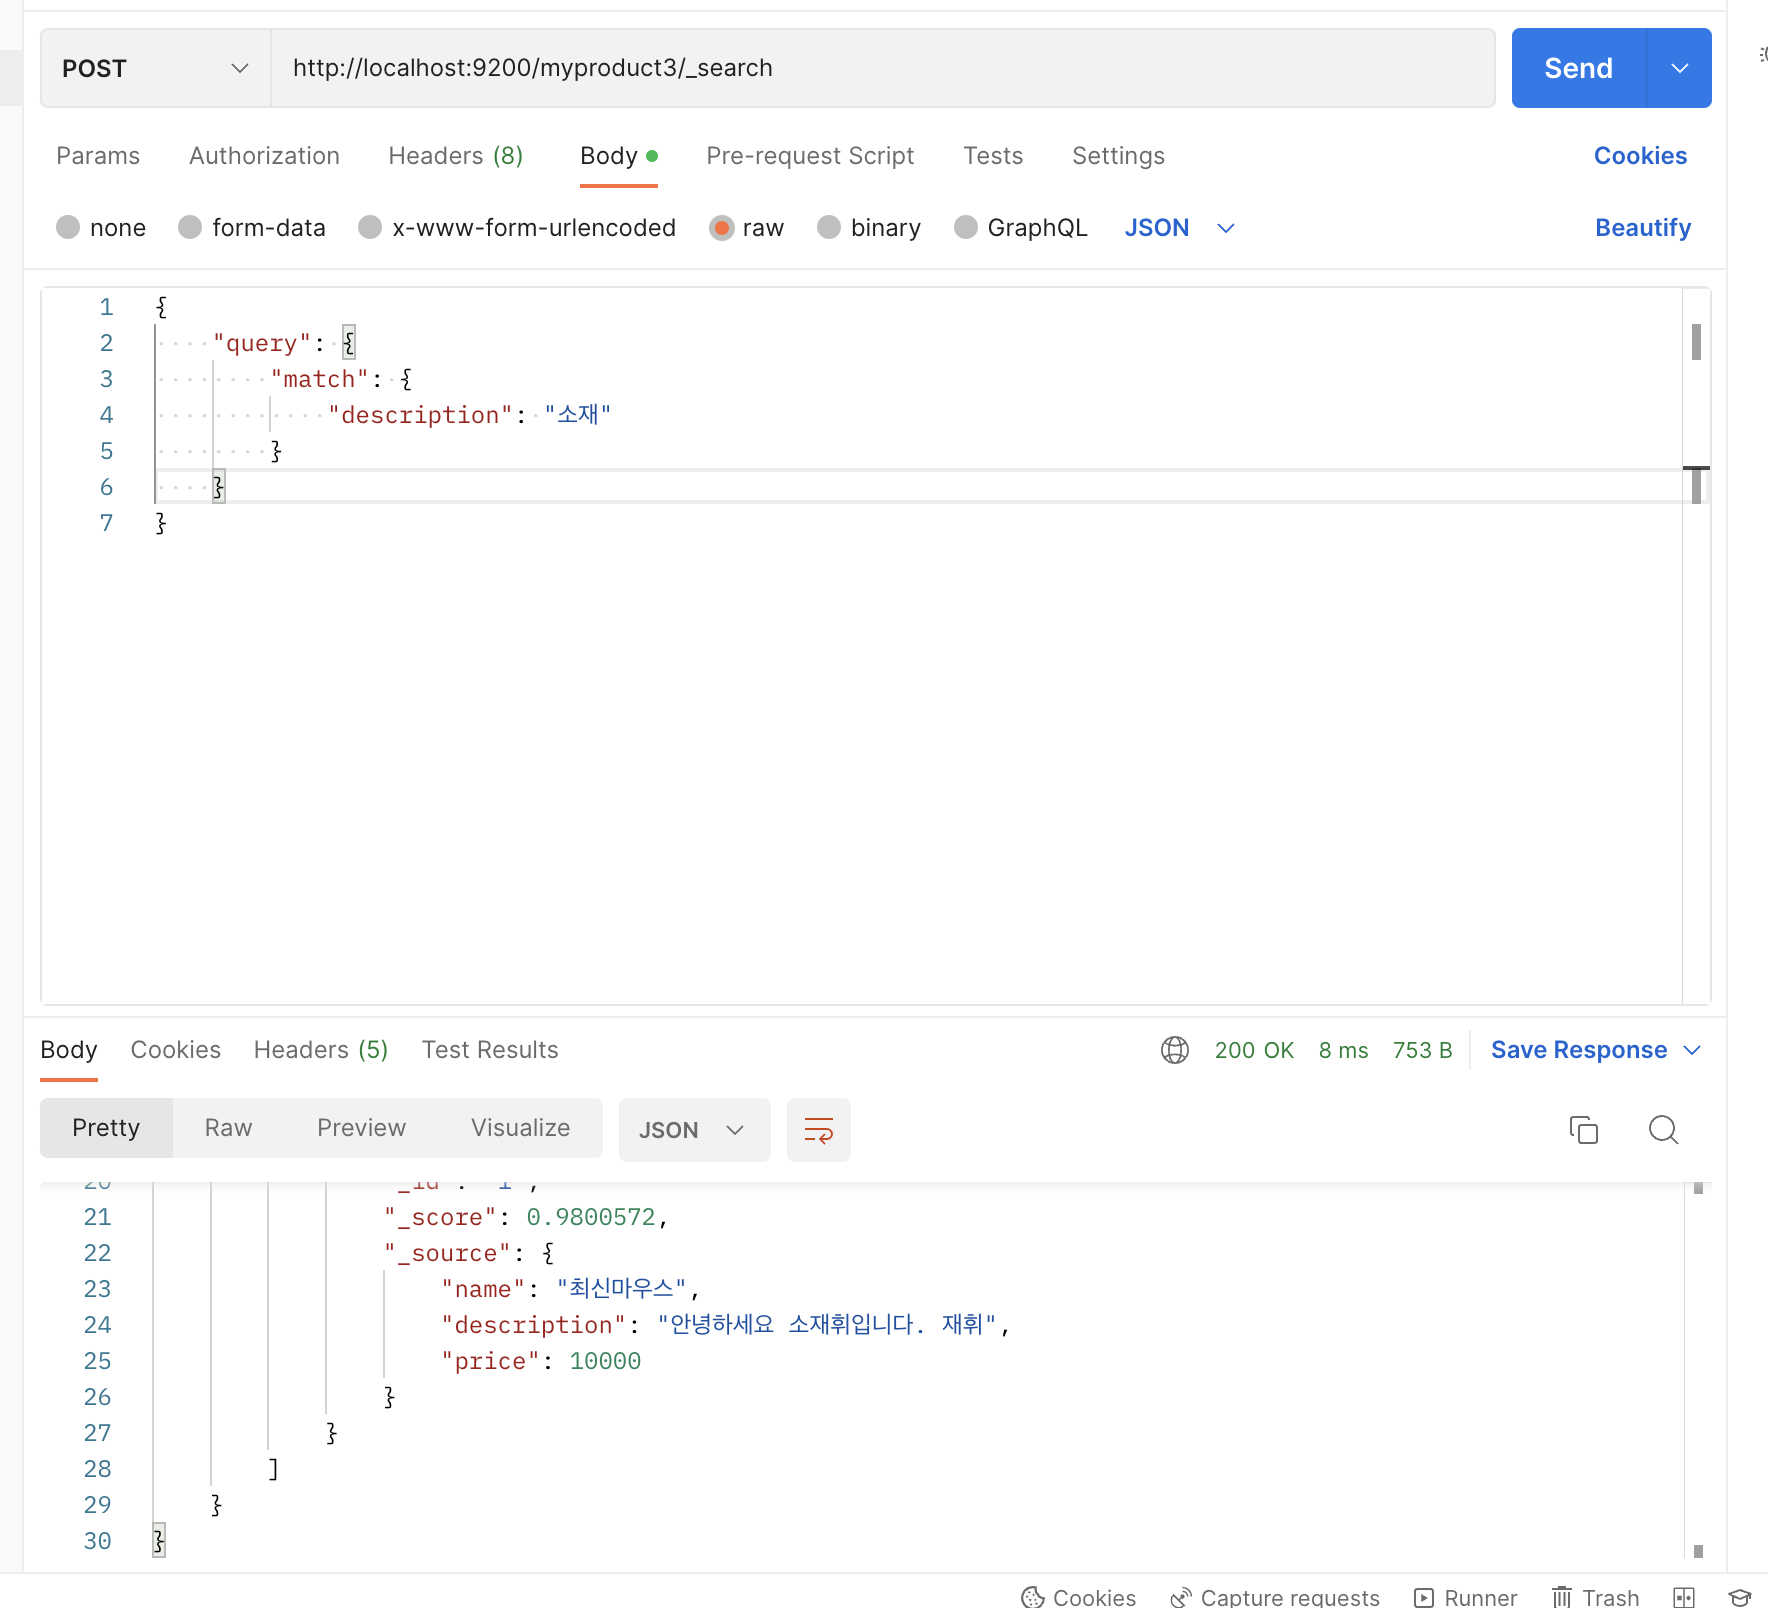 POST http://localhost:9200/myproduct3/_search Send
Params Authorization Headers (8) Body Pre-request Script Tests Settings Cookies
none form-data x-www-form-urlencoded raw binary GraphQL JSON Beautify
1 {
2 "query": {
3 "match": {
4 "description": "소재"
5 }
6 }
7 }
Body Cookies Headers (5) Test Results 200 OK 8 ms 753 B Save Response
Pretty Raw Preview Visualize JSON
20 "_id": "1",
21 "_score": 0.9800572,
22 "_source": {
23 "name": "최신마우스",
24 "description": "안녕하세요 소재휘입니다. 재휘",
25 "price": 10000
26 }
27 }
28 ]
29 }
30 }
Cookies Capture requests Runner Trash